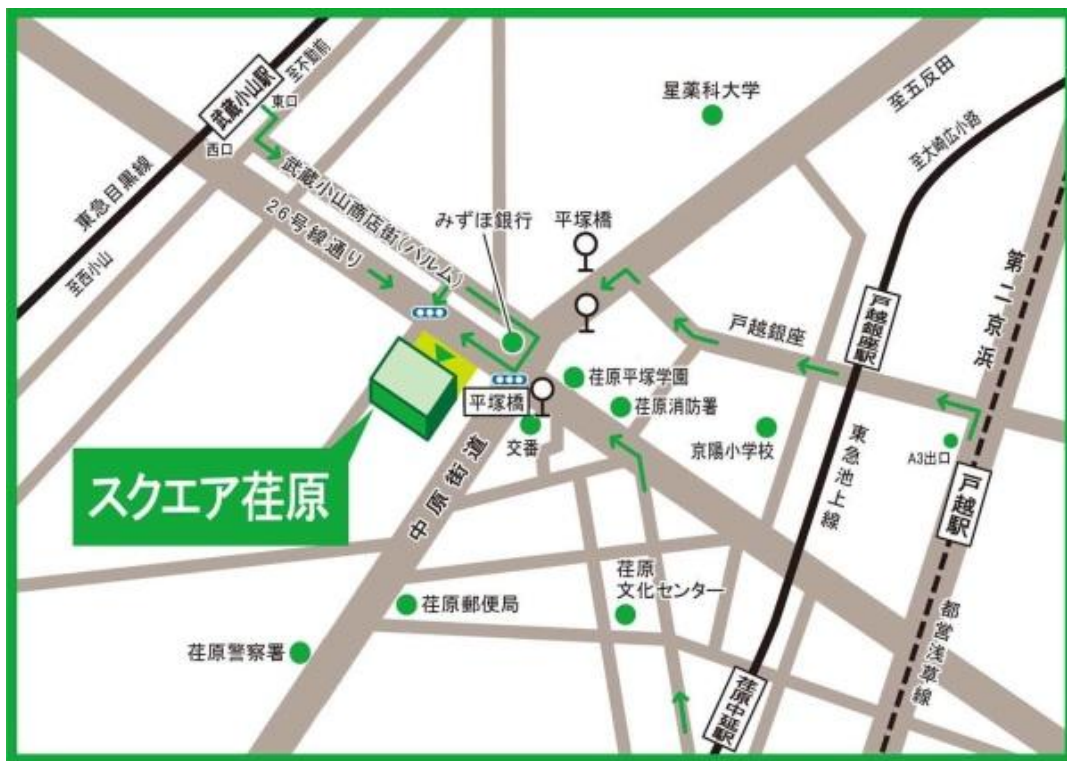 武蔵小山駅
至不動前
東口
西口
東急目黒線
至西小山
武蔵小山商店街(パルム)
26号線通り
みずほ銀行
平塚橋
星薬科大学
至五反田
至大崎広小路
第二京浜
戸越銀座
戸越銀座駅
荏原平塚学園
荏原消防署
平塚橋
交番
京陽小学校
A3出口
戸越駅
東急池上線
スクエア荏原
中原街道
荏原
文化センター
荏原郵便局
荏原警察署
荏原中延駅
都営浅草線